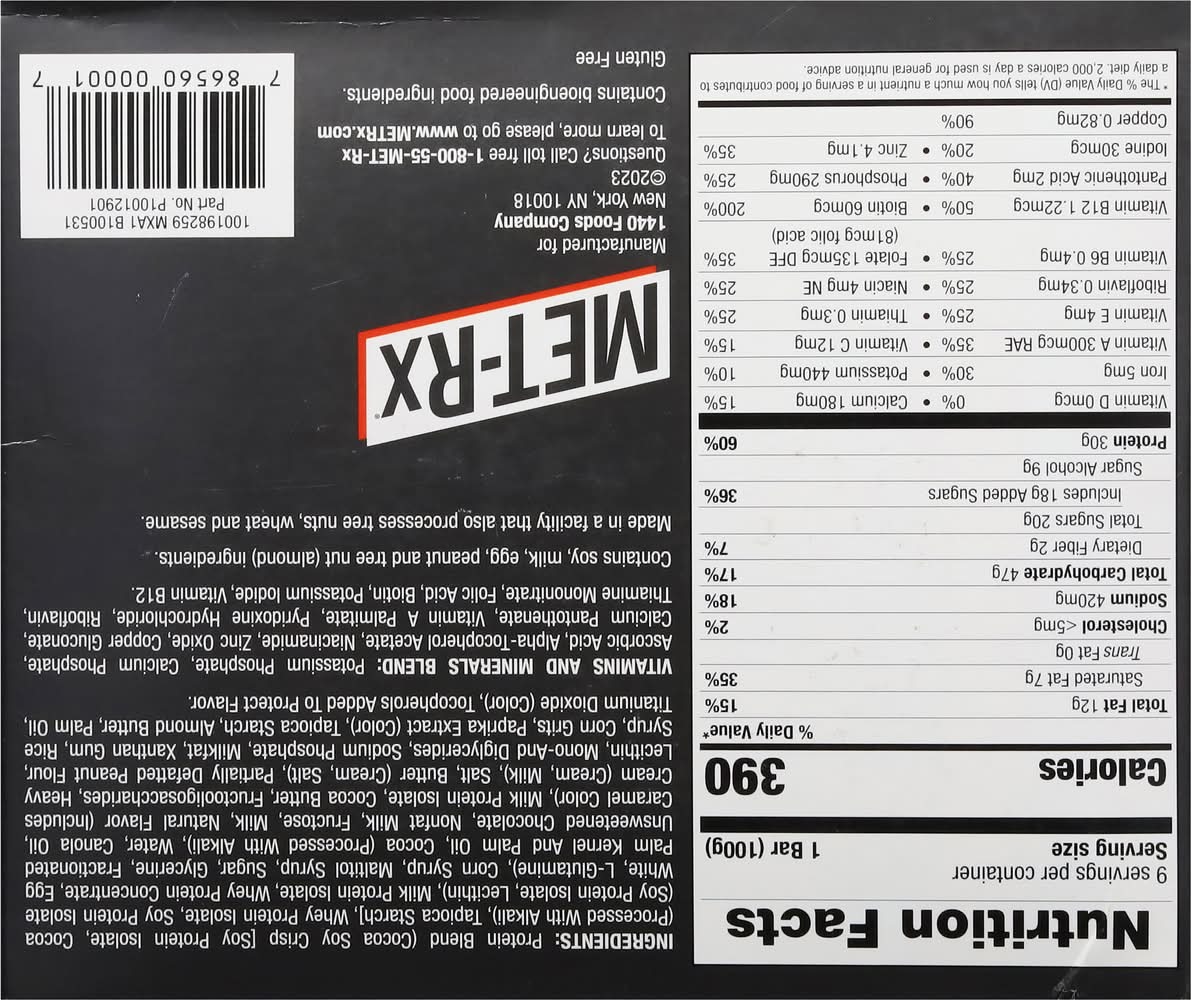 Nutrition Facts
9 servings per container
Serving size 1 Bar (100g)
Calories 390
% Daily Value*
Total Fat 12g 15%
Saturated Fat 7g 35%
Trans Fat 0g
Cholesterol <5mg 2%
Sodium 420mg 18%
Total Carbohydrate 47g 17%
Dietary Fiber 2g 7%
Total Sugars 20g
Includes 18g Added Sugars 36%
Sugar Alcohol 9g
Protein 30g 60%
Vitamin D 0mcg 0% • Calcium 180mg 15%
Iron 5mg 30% • Potassium 440mg 10%
Vitamin A 300mcg RAE 35% • Vitamin C 12mg 15%
Vitamin E 4mg 25% • Thiamin 0.3mg 25%
Riboflavin 0.34mg 25% • Niacin 4mg NE 25%
Vitamin B6 0.4mg 25% • Folate 135mcg DFE 35%
(81mcg folic acid)
Vitamin B12 1.22mcg 50% • Biotin 60mcg 200%
Pantothenic Acid 2mg 40% • Phosphorus 290mg 25%
Iodine 30mcg 20% • Zinc 4.1mg 35%
Copper 0.82mg 90%
* The % Daily Value (DV) tells you how much a nutrient in a serving of food contributes to
a daily diet. 2,000 calories a day is used for general nutrition advice.
INGREDIENTS: Protein Blend (Cocoa Soy Crisp [Soy Protein Isolate, Cocoa
(Processed With Alkali), Tapioca Starch], Whey Protein Isolate, Soy Protein Isolate
(Soy Protein Isolate, Lecithin), Milk Protein Isolate, Whey Protein Concentrate, Egg
White, L-Glutamine), Corn Syrup, Maltitol Syrup, Sugar, Glycerine, Fractionated
Palm Kernel And Palm Oil, Cocoa (Processed With Alkali), Water, Canola Oil,
Unsweetened Chocolate, Nonfat Milk, Fructose, Milk, Natural Flavor (Includes
Caramel Color), Milk Protein Isolate, Cocoa Butter, Fructooligosaccharides, Heavy
Cream (Cream, Milk), Salt, Butter (Cream, Salt), Partially Defatted Peanut Flour,
Lecithin, Mono-And Diglycerides, Sodium Phosphate, Milkfat, Xanthan Gum, Rice
Syrup, Corn Grits, Paprika Extract (Color), Tapioca Starch, Almond Butter, Palm Oil,
Titanium Dioxide (Color), Tocopherols Added To Protect Flavor.
VITAMINS AND MINERALS BLEND: Potassium Phosphate, Calcium Phosphate,
Ascorbic Acid, Alpha-Tocopherol Acetate, Niacinamide, Zinc Oxide, Copper Gluconate,
Calcium Pantothenate, Vitamin A Palmitate, Pyridoxine Hydrochloride, Riboflavin,
Thiamine Mononitrate, Folic Acid, Biotin, Potassium Iodide, Vitamin B12.
Contains soy, milk, egg, peanut and tree nut (almond) ingredients.
Made in a facility that also processes tree nuts, wheat and sesame.
MET-Rx®
Manufactured for
1440 Foods Company
New York, NY 10018
©2023
Questions? Call toll free 1-800-55-MET-Rx
To learn more, please go to www.METRx.com
Contains bioengineered food ingredients.
Gluten Free
100198259 MXA1 B100531
Part No. P10012901
7 86560 00001 7